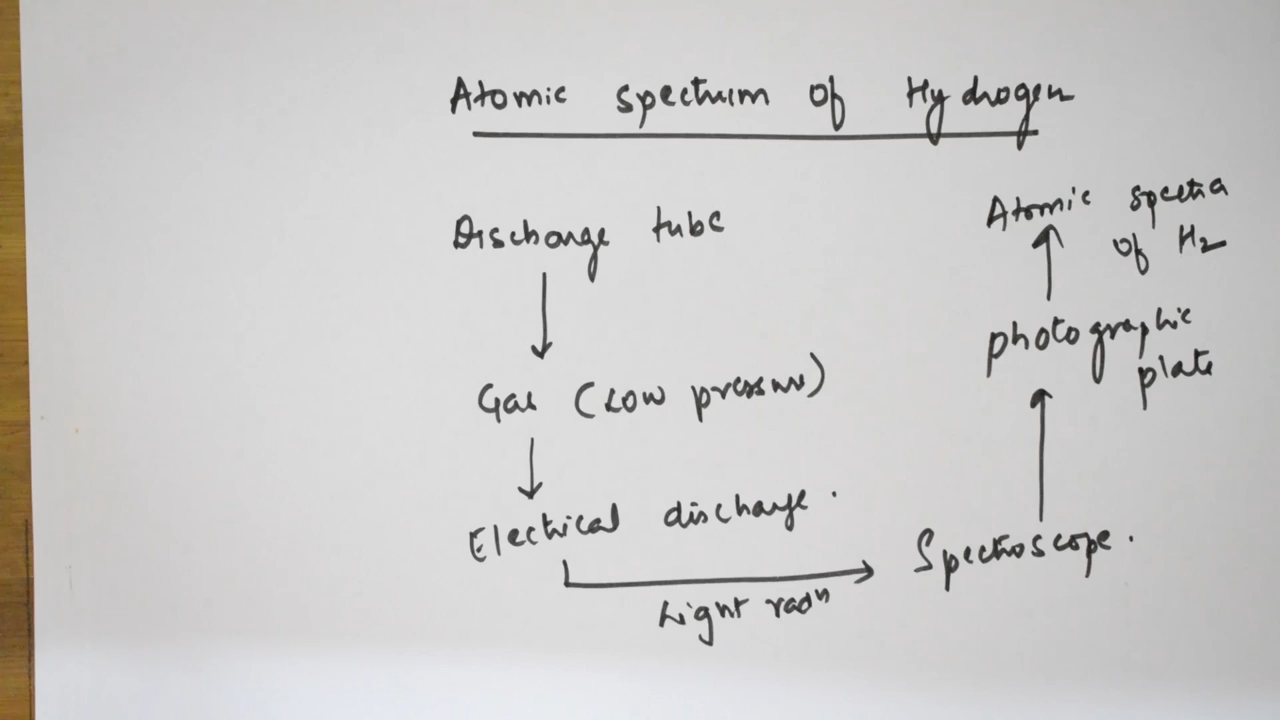 Atomic spectrum of Hydrogen
Discharge tube
Gas (Low pressure)
Electrical discharge.
Light radn
Spectroscope.
photographic
plate
Atomic spectra
of H2